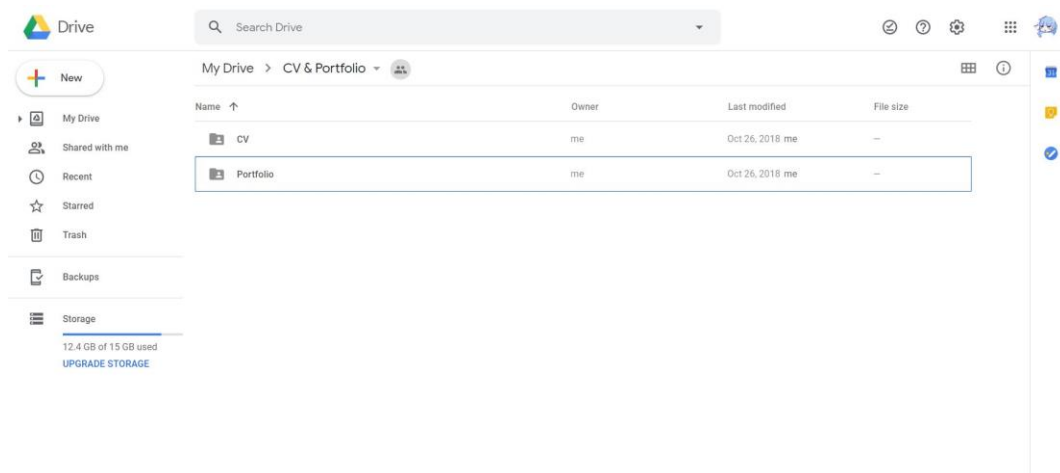 Drive
Search Drive
New
My Drive > CV & Portfolio
Name Owner Last modified File size
CV me Oct 26, 2018 me –
Portfolio me Oct 26, 2018 me –
My Drive
Shared with me
Recent
Starred
Trash
Backups
Storage
12.4 GB of 15 GB used
UPGRADE STORAGE
31